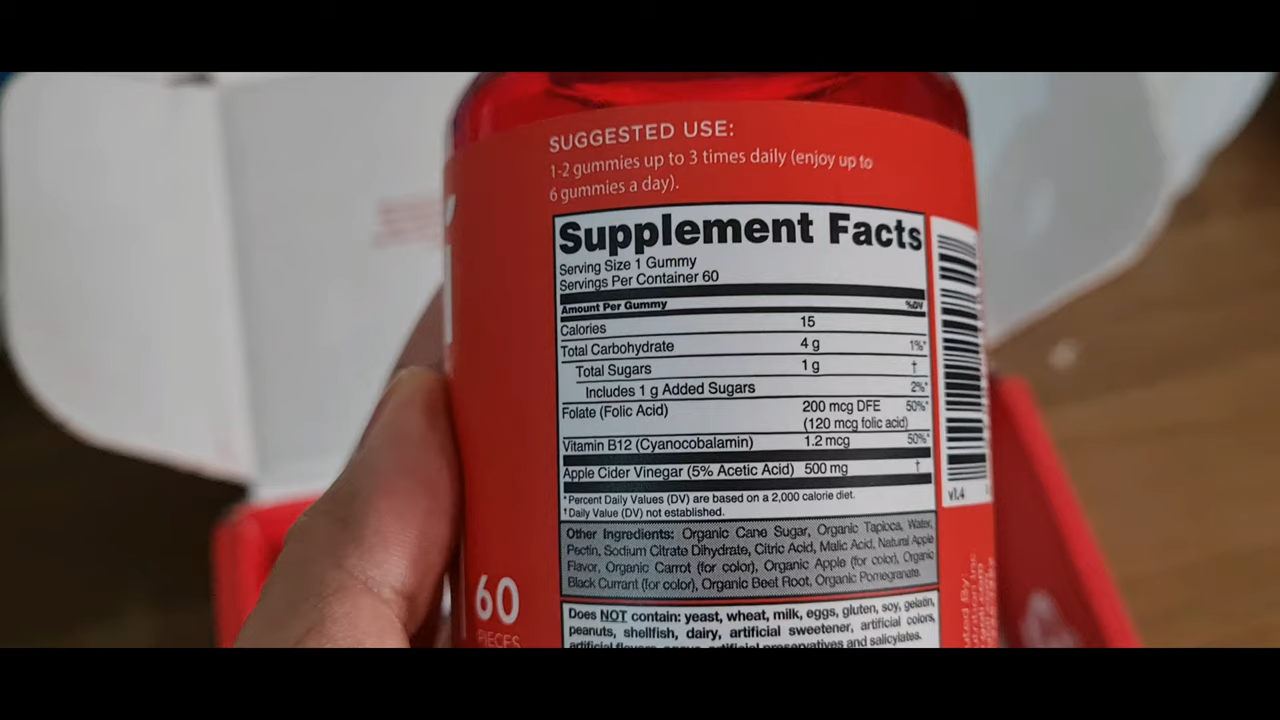 SUGGESTED USE:
1-2 gummies up to 3 times daily (enjoy up to
6 gummies a day).
Supplement Facts
Serving Size 1 Gummy
Servings Per Container 60
Amount Per Gummy %DV
Calories 15
Total Carbohydrate 4 g 1%*
Total Sugars 1 g †
Includes 1 g Added Sugars 2%*
Folate (Folic Acid) 200 mcg DFE 50%*
(120 mcg folic acid)
Vitamin B12 (Cyanocobalamin) 1.2 mcg 50%*
Apple Cider Vinegar (5% Acetic Acid) 500 mg †
*Percent Daily Values (DV) are based on a 2,000 calorie diet.
†Daily Value (DV) not established.
Other Ingredients: Organic Cane Sugar, Organic Tapioca, Water,
Pectin, Sodium Citrate Dihydrate, Citric Acid, Malic Acid, Natural Apple
Flavor, Organic Carrot (for color), Organic Apple (for color), Organic
Black Currant (for color), Organic Beet Root, Organic Pomegranate.
Does NOT contain: yeast, wheat, milk, eggs, gluten, soy, gelatin,
peanuts, shellfish, dairy, artificial sweetener, artificial colors,
preservatives and salicylates.
v1.4
60
PIECES